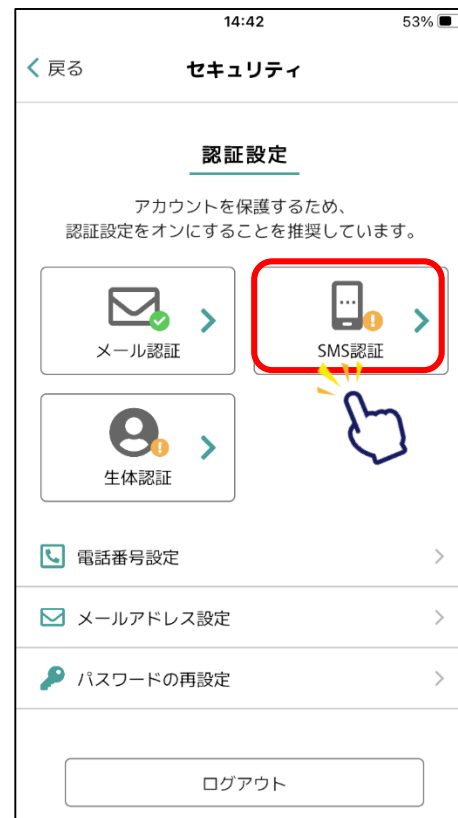 14:42
53%
戻る
セキュリティ
認証設定
アカウントを保護するため、
認証設定をオンにすることを推奨しています。
メール認証
SMS認証
生体認証
電話番号設定
メールアドレス設定
パスワードの再設定
ログアウト